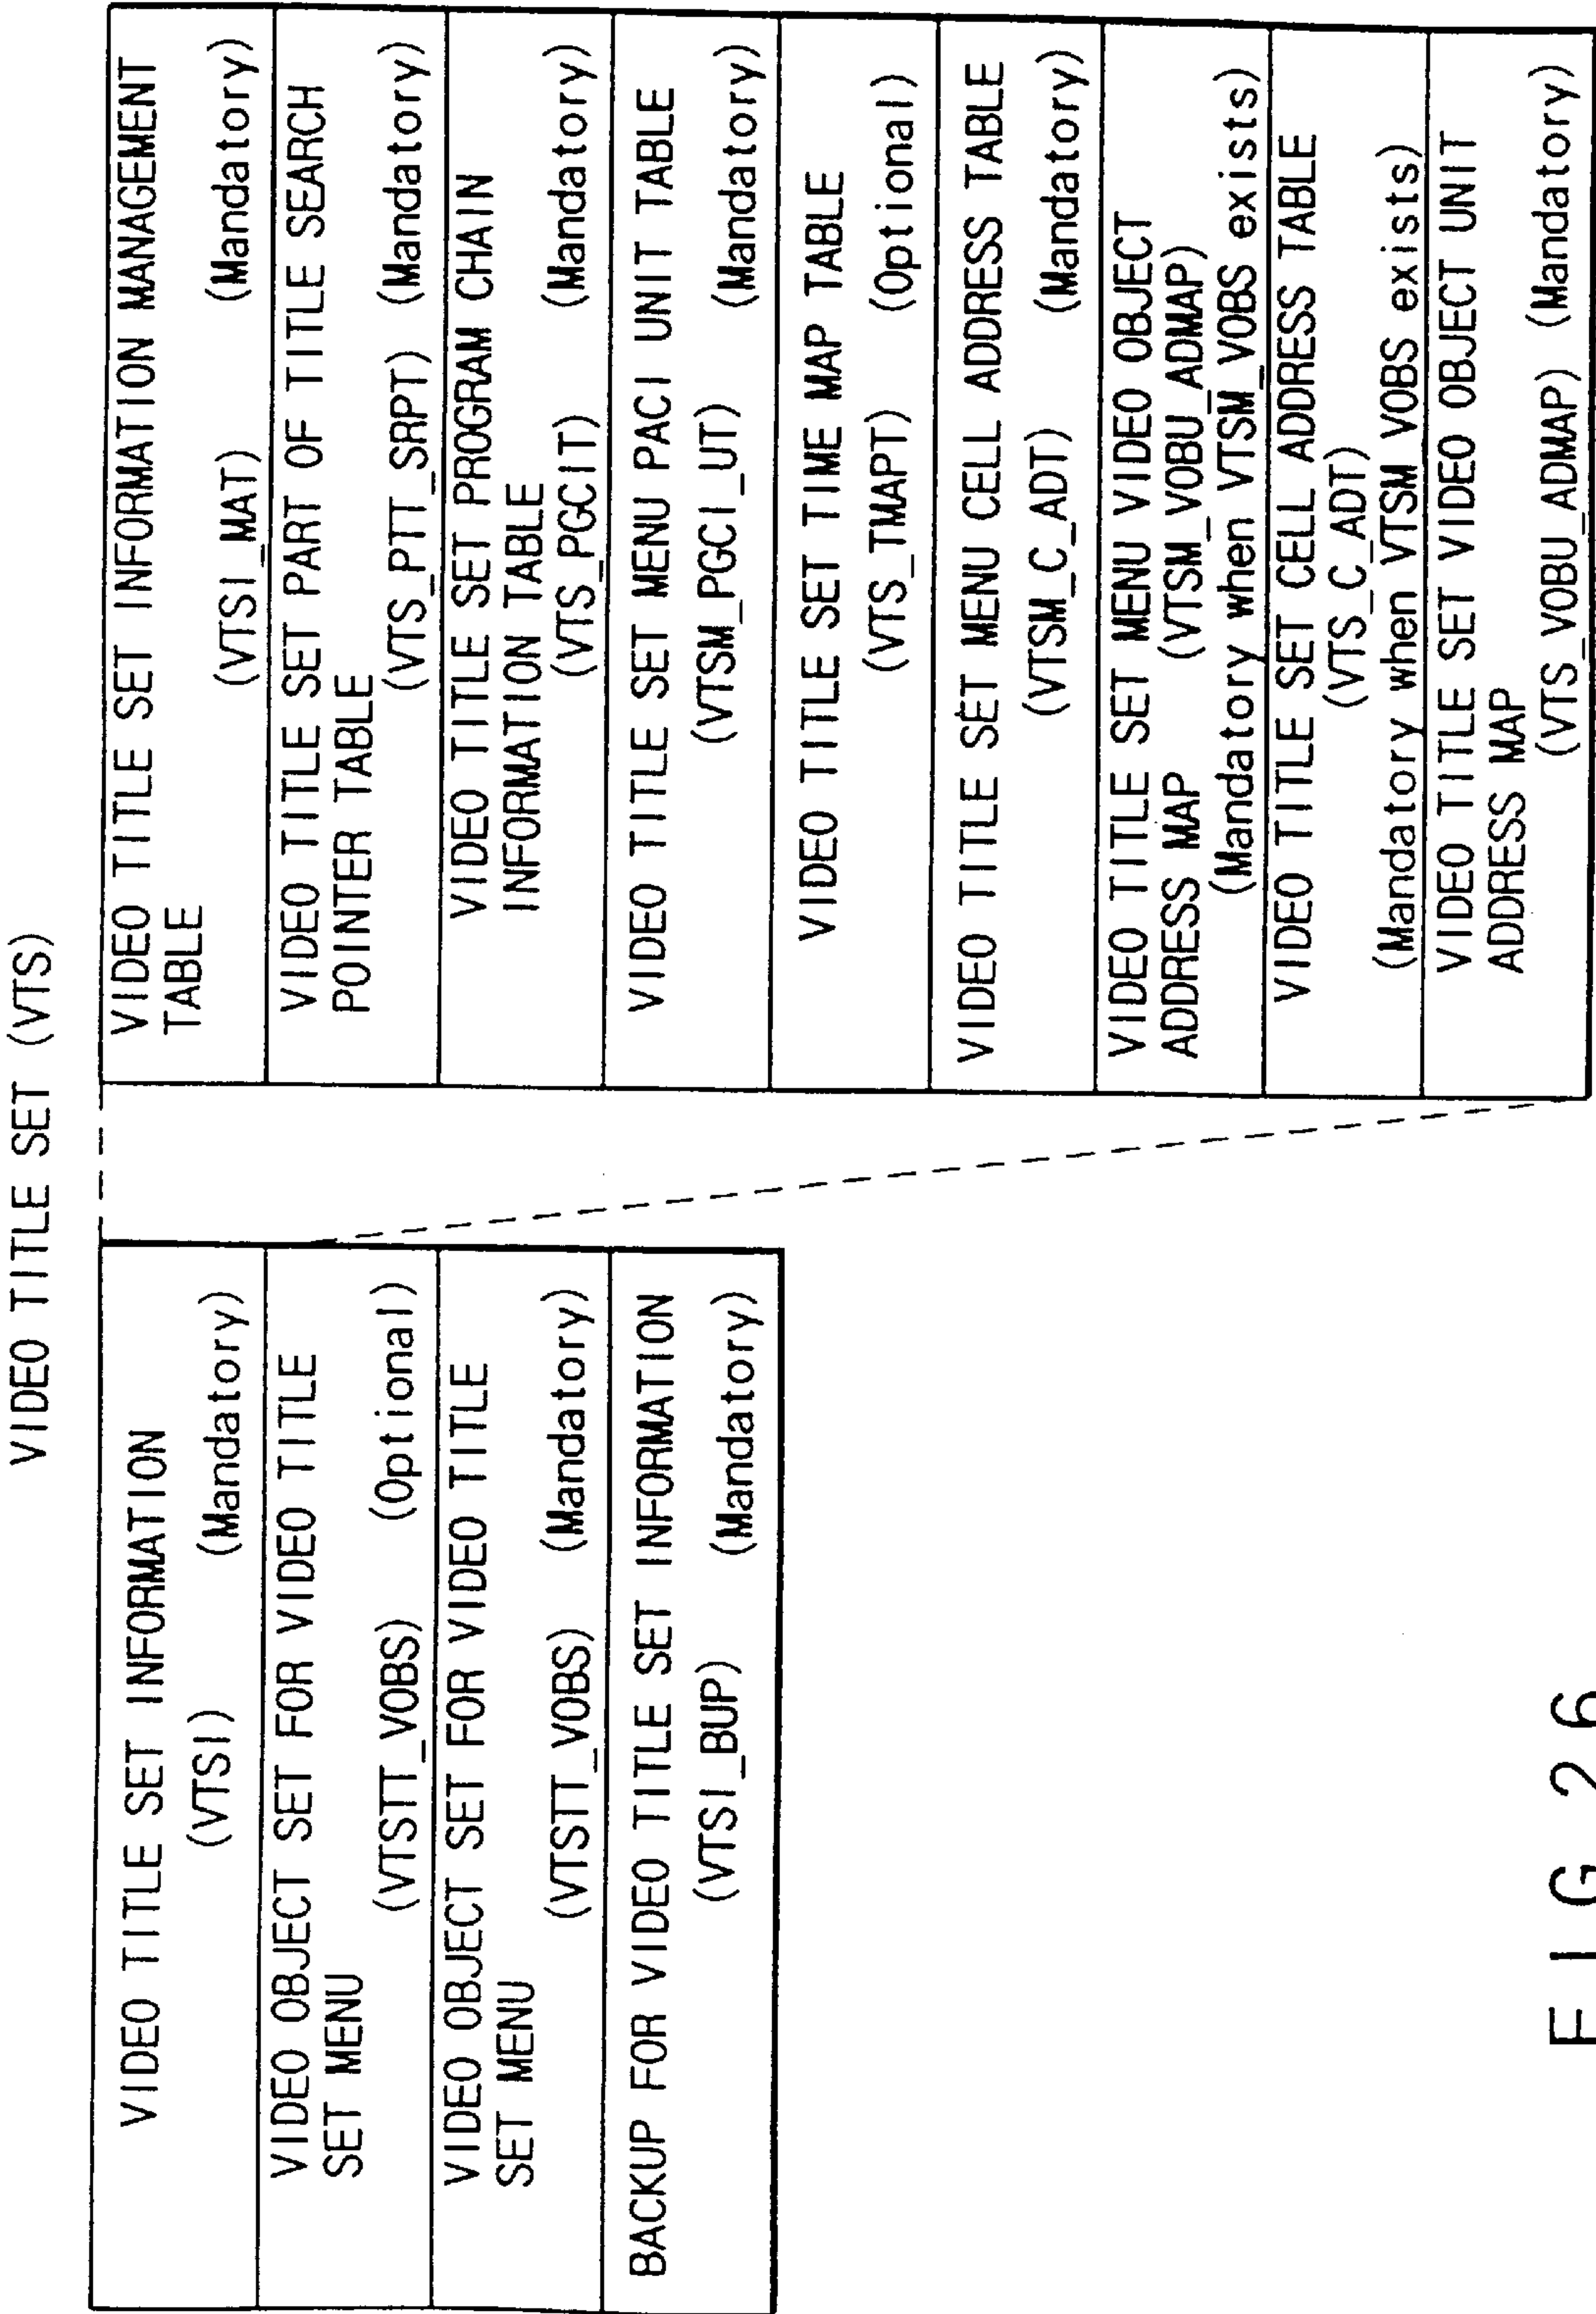 VIDEO TITLE SET (VTS)
VIDEO TITLE SET INFORMATION
(VTSI) (Mandatory)
VIDEO OBJECT SET FOR VIDEO TITLE
SET MENU
(VTSTT_VOBS) (Optional)
VIDEO OBJECT SET FOR VIDEO TITLE
SET MENU
(VTSTT_VOBS) (Mandatory)
BACKUP FOR VIDEO TITLE SET INFORMATION
(VTSI_BUP) (Mandatory)
VIDEO TITLE SET INFORMATION MANAGEMENT
TABLE
(VTSI_MAT) (Mandatory)
VIDEO TITLE SET PART OF TITLE SEARCH
POINTER TABLE
(VTS_PTT_SRPT) (Mandatory)
VIDEO TITLE SET PROGRAM CHAIN
INFORMATION TABLE
(VTS_PGCIT) (Mandatory)
VIDEO TITLE SET MENU PACI UNIT TABLE
(VTSM_PGCI_UT) (Mandatory)
VIDEO TITLE SET TIME MAP TABLE
(VTS_TMAPT) (Optional)
VIDEO TITLE SET MENU CELL ADDRESS TABLE
(VTSM_C_ADT) (Mandatory)
VIDEO TITLE SET MENU VIDEO OBJECT
ADDRESS MAP (VTSM_VOBU_ADMAP)
(Mandatory when VTSM_VOBS exists)
VIDEO TITLE SET CELL ADDRESS TABLE
(VTS_C_ADT)
(Mandatory when VTSM_VOBS exists)
VIDEO TITLE SET VIDEO OBJECT UNIT
ADDRESS MAP
(VTS_VOBU_ADMAP) (Mandatory)
FIG 26